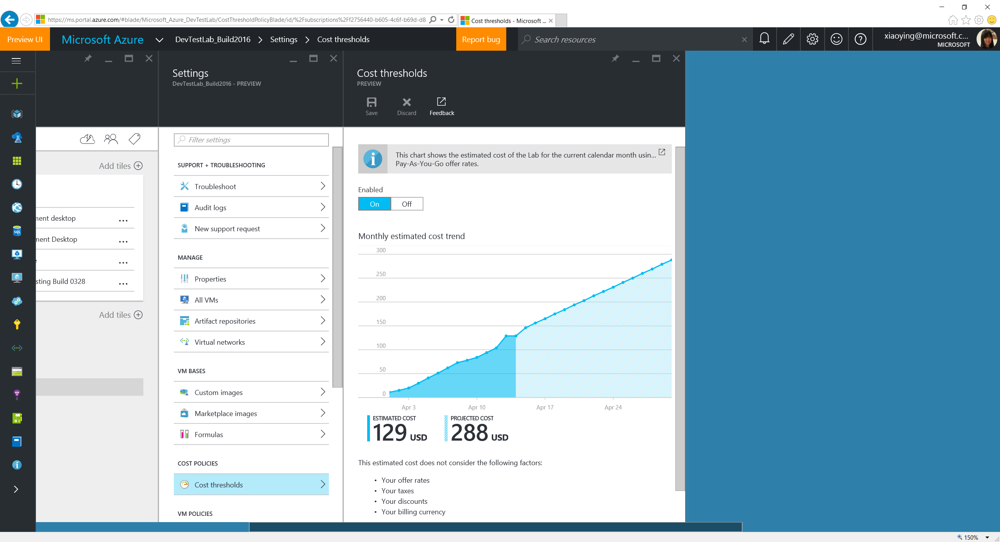 https://ms.portal.azure.com/#blade/Microsoft_Azure_DevTestLab/CostThresholdPolicyBlade/id/%2Fsubscriptions%2Ff2756440-b605-4c6f-b69d-d8
Cost thresholds - Microsoft ...
Preview UI
Microsoft Azure
DevTestLab_Build2016
Settings
Cost thresholds
Report bug
Search resources
xiaoying@microsoft.c...
MICROSOFT
Add tiles
ment desktop
...
ment Desktop
...
...
sting Build 0328
...
Add tiles
SQL
Settings
DevTestLab_Build2016 - PREVIEW
Filter settings
SUPPORT + TROUBLESHOOTING
Troubleshoot
Audit logs
New support request
MANAGE
Properties
All VMs
Artifact repositories
Virtual networks
VM BASES
Custom images
Marketplace images
Formulas
COST POLICIES
Cost thresholds
VM POLICIES
Cost thresholds
PREVIEW
Save
Discard
Feedback
This chart shows the estimated cost of the Lab for the current calendar month usin...
Pay-As-You-Go offer rates.
Enabled
On
Off
Monthly estimated cost trend
300
250
200
150
100
50
0
Apr 3
Apr 10
Apr 17
Apr 24
ESTIMATED COST
129 USD
PROJECTED COST
288 USD
This estimated cost does not consider the following factors:
• Your offer rates
• Your taxes
• Your discounts
• Your billing currency
150%